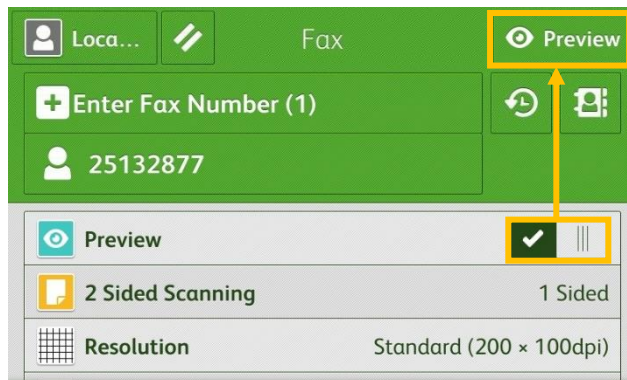 Loca... Fax Preview
Enter Fax Number (1)
25132877
Preview
2 Sided Scanning 1 Sided
Resolution Standard (200 × 100dpi)